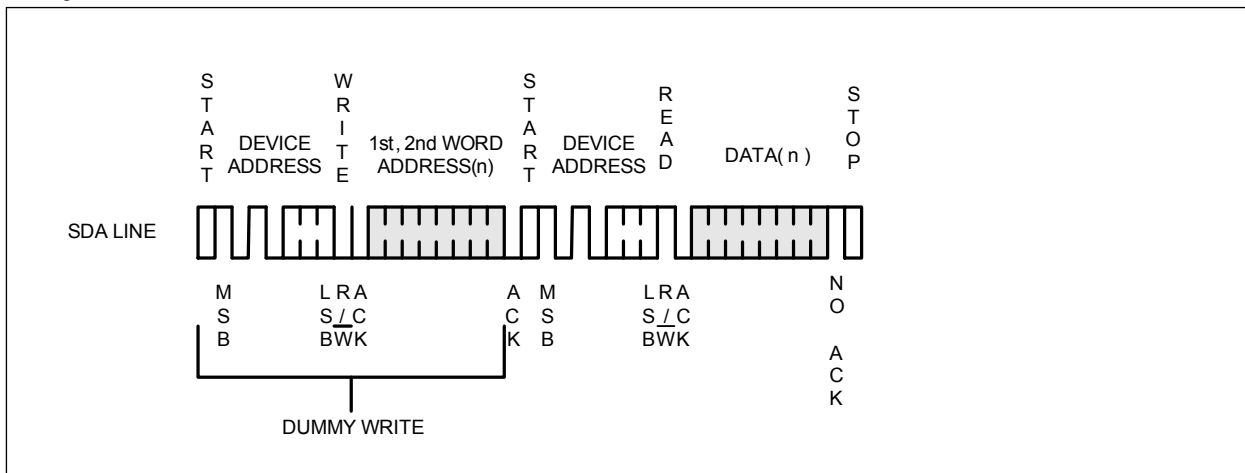 START
WRITE
START
READ
STOP
DEVICE
ADDRESS
1st, 2nd WORD
ADDRESS(n)
DEVICE
ADDRESS
DATA( n )
SDA LINE
MSB
LSB
R/W
ACK
ACK
MSB
LSB
R/W
ACK
NO ACK
DUMMY WRITE